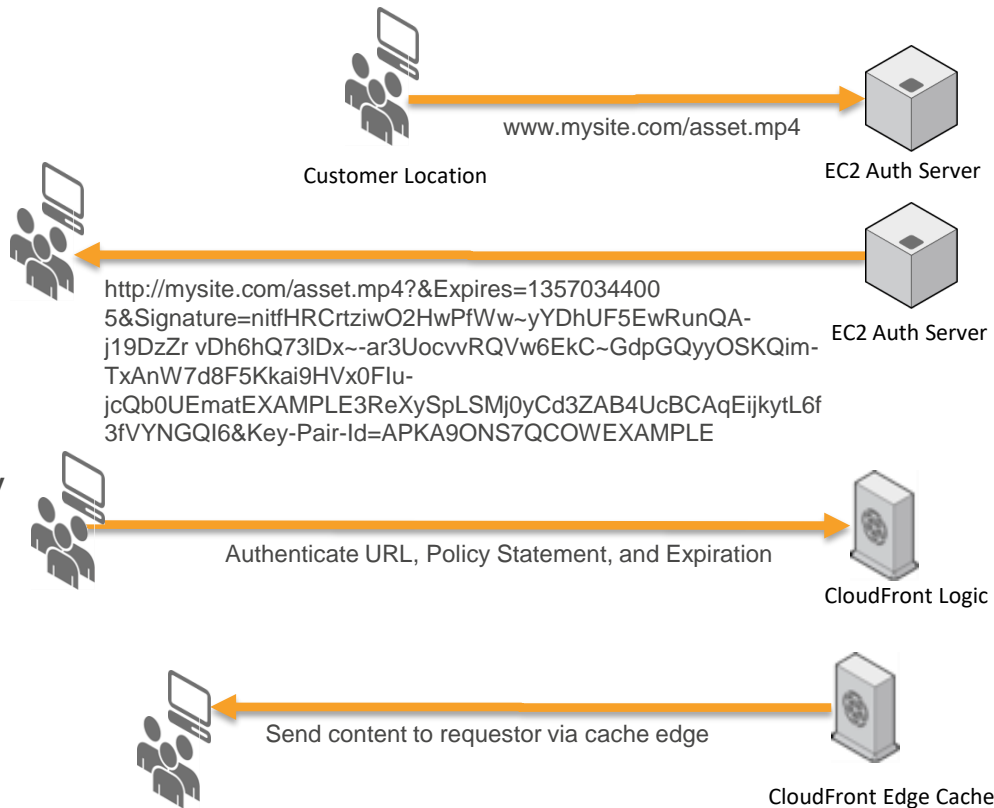 www.mysite.com/asset.mp4
Customer Location
EC2 Auth Server
http://mysite.com/asset.mp4?&Expires=1357034400
5&Signature=nitfHRCrtziwO2HwPfWw~yYDhUF5EwRunQA-
j19DzZr vDh6hQ73lDx~-ar3UocvvRQVw6EkC~GdpGQyyOSKQim-
TxAnW7d8F5Kkai9HVx0FIu-
jcQb0UEmatEXAMPLE3ReXySpLSMj0yCd3ZAB4UcBCAqEijkytL6f
3fVYNGQI6&Key-Pair-Id=APKA9ONS7QCOWEXAMPLE
EC2 Auth Server
Authenticate URL, Policy Statement, and Expiration
CloudFront Logic
Send content to requestor via cache edge
CloudFront Edge Cache